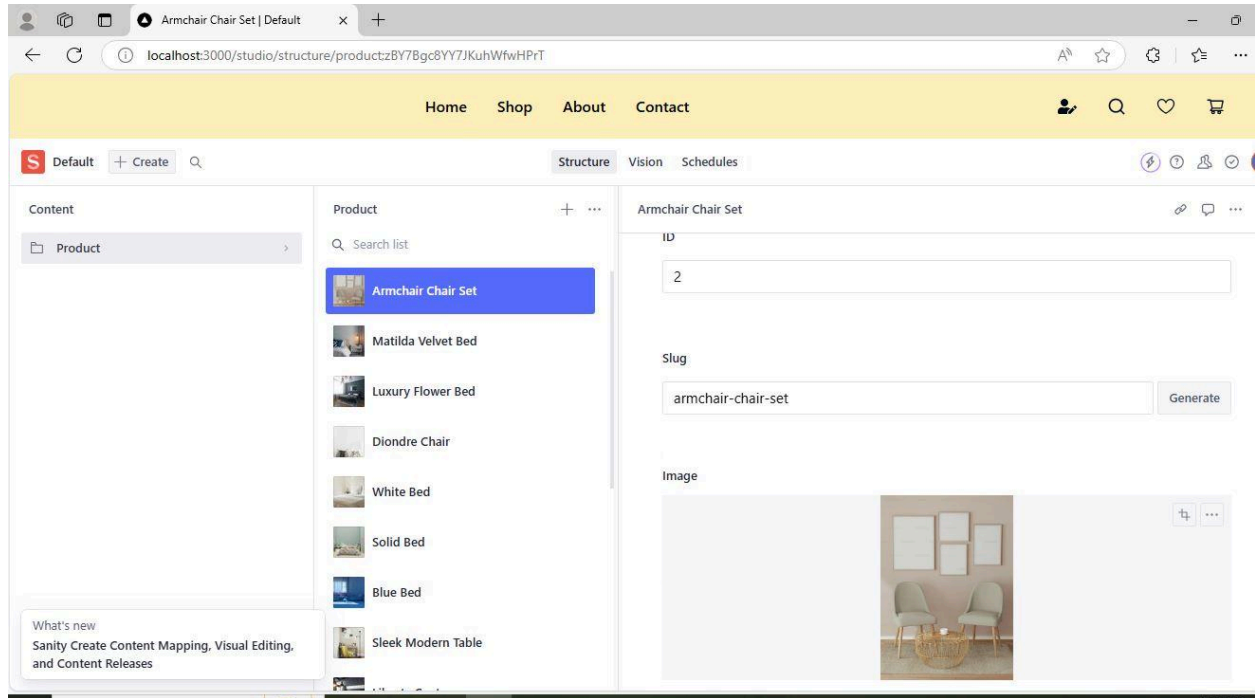 Armchair Chair Set | Default
localhost:3000/studio/structure/product;zBY7Bgc8YY7JKuhWfwHPrT
Home Shop About Contact
S Default + Create Structure Vision Schedules
Content
Product
Product
Search list
Armchair Chair Set
Matilda Velvet Bed
Luxury Flower Bed
Diondre Chair
White Bed
Solid Bed
Blue Bed
Sleek Modern Table
Armchair Chair Set
ID
2
Slug
armchair-chair-set Generate
Image
What's new
Sanity Create Content Mapping, Visual Editing,
and Content Releases